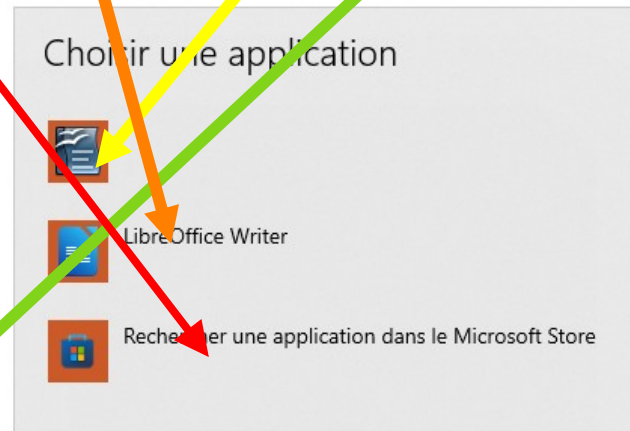 Choisir une application
LibreOffice Writer
Rechercher une application dans le Microsoft Store